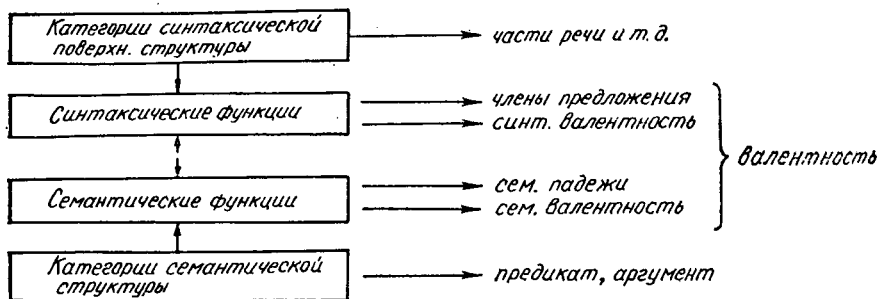 Категории синтаксической
поверхн. структуры
части речи и т. д.
Синтаксические функции
члены предложения
синт. валентность
валентность
Семантические функции
сем. падежи
сем. валентность
Категории семантической
структуры
предикат, аргумент